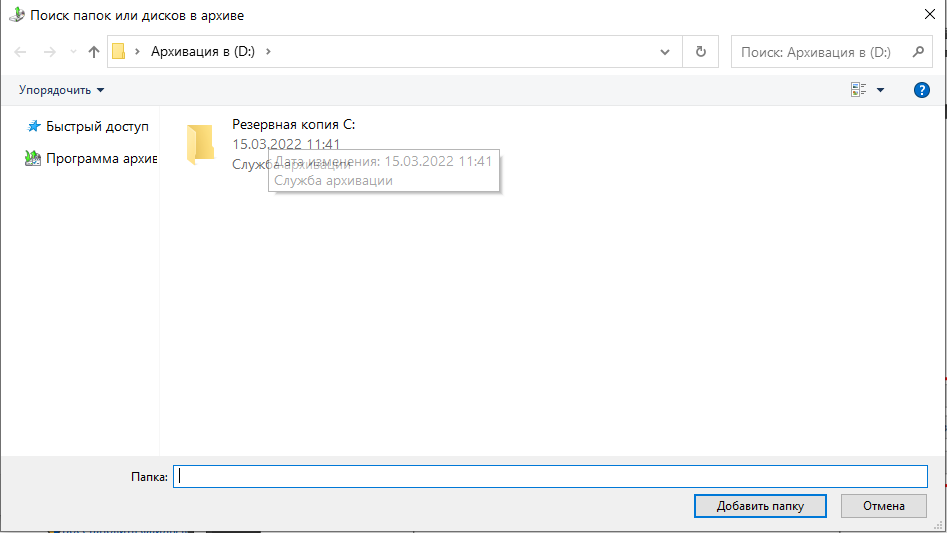 Поиск папок или дисков в архиве
Архивация в (D:)
Поиск: Архивация в (D:)
Упорядочить
?
Быстрый доступ
Программа архив
Резервная копия C:
15.03.2022 11:41
Служба архивации
Дата изменения: 15.03.2022 11:41
Служба архивации
Папка:
Добавить папку
Отмена